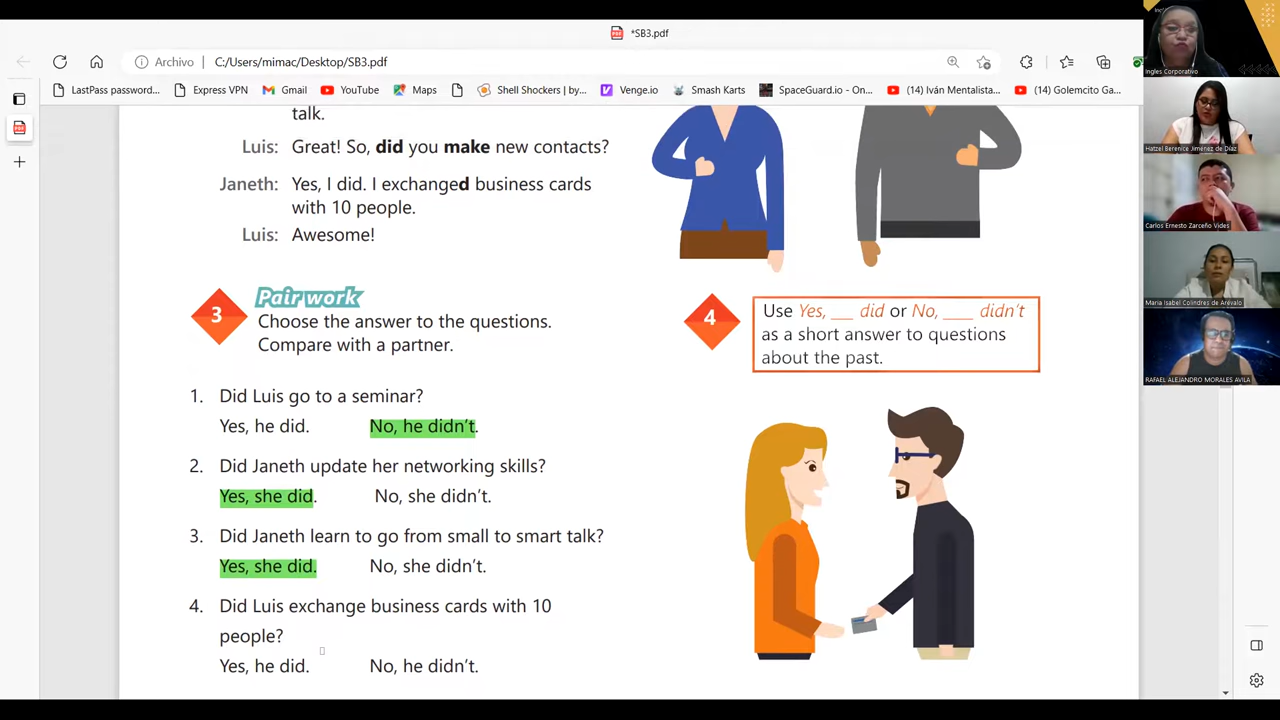 *SB3.pdf
Archivo C:/Users/mimac/Desktop/SB3.pdf
LastPass password... Express VPN Gmail YouTube Maps Shell Shockers | by... Venge.io Smash Karts SpaceGuard.io - On... (14) Iván Mentalista... (14) Golemcito Ga...
talk.
Luis: Great! So, did you make new contacts?
Janeth: Yes, I did. I exchanged business cards
with 10 people.
Luis: Awesome!
3 Pair work
Choose the answer to the questions.
Compare with a partner.
1. Did Luis go to a seminar?
Yes, he did. No, he didn't.
2. Did Janeth update her networking skills?
Yes, she did. No, she didn't.
3. Did Janeth learn to go from small to smart talk?
Yes, she did. No, she didn't.
4. Did Luis exchange business cards with 10
people?
Yes, he did. No, he didn't.
4 Use Yes, __ did or No, ___ didn't
as a short answer to questions
about the past.
Ingles Corporativo
Hatzel Berenice Jiménez de Díaz
Carlos Ernesto Zarceño Vides
Maria Isabel Colindres de Arévalo
RAFAEL ALEJANDRO MORALES AVILA